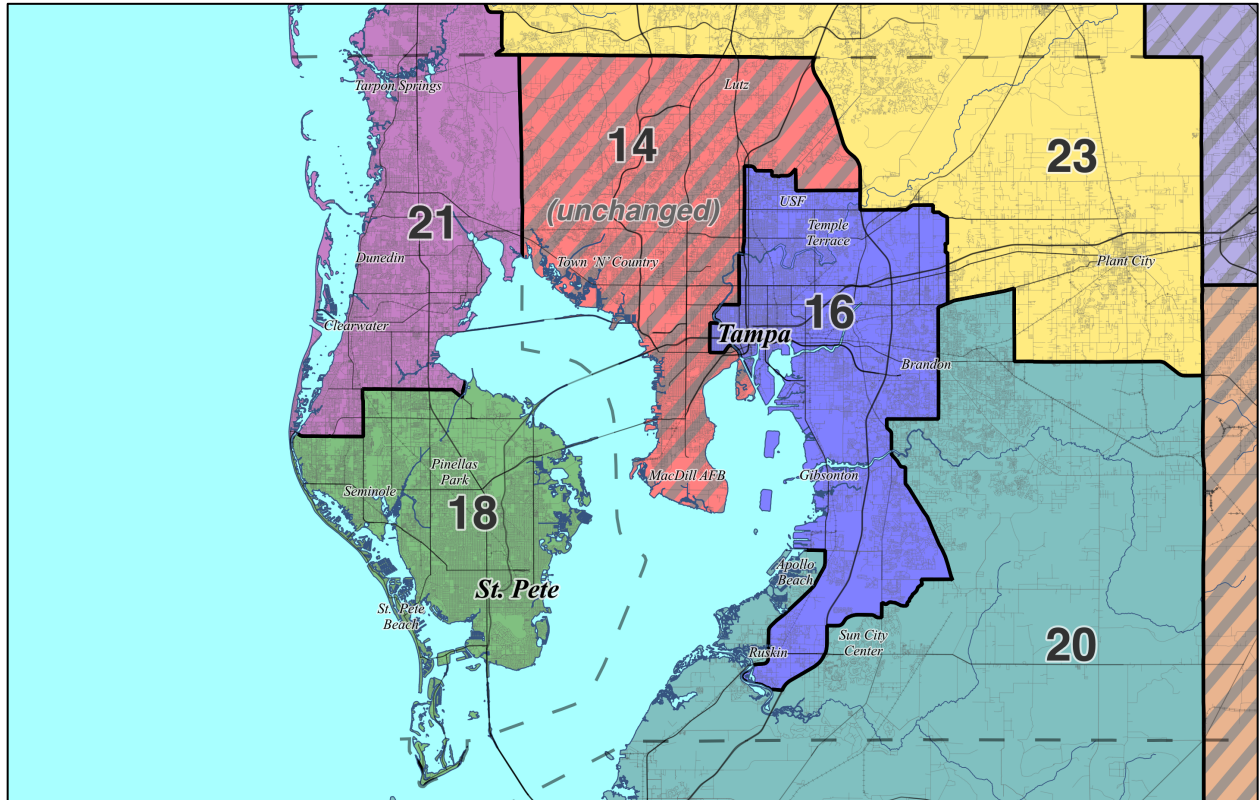 Tarpon Springs
Lutz
14
(unchanged)
23
USF
Temple
Terrace
21
Dunedin
Town 'N' Country
Plant City
Clearwater
16
Tampa
Brandon
Pinellas
Park
MacDill AFB
Gibsonton
Seminole
18
Apollo
Beach
St. Pete
St. Pete
Beach
Sun City
Center
20
Ruskin